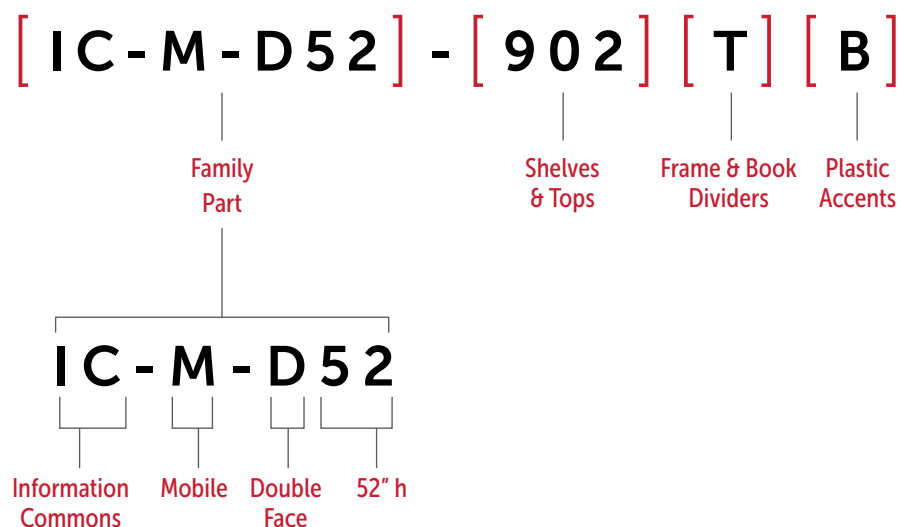 [IC-M-D52] - [902] [T] [B]
Family
Part
Shelves
& Tops
Frame & Book
Dividers
Plastic
Accents
IC-M-D52
Information
Commons
Mobile
Double
Face
52” h